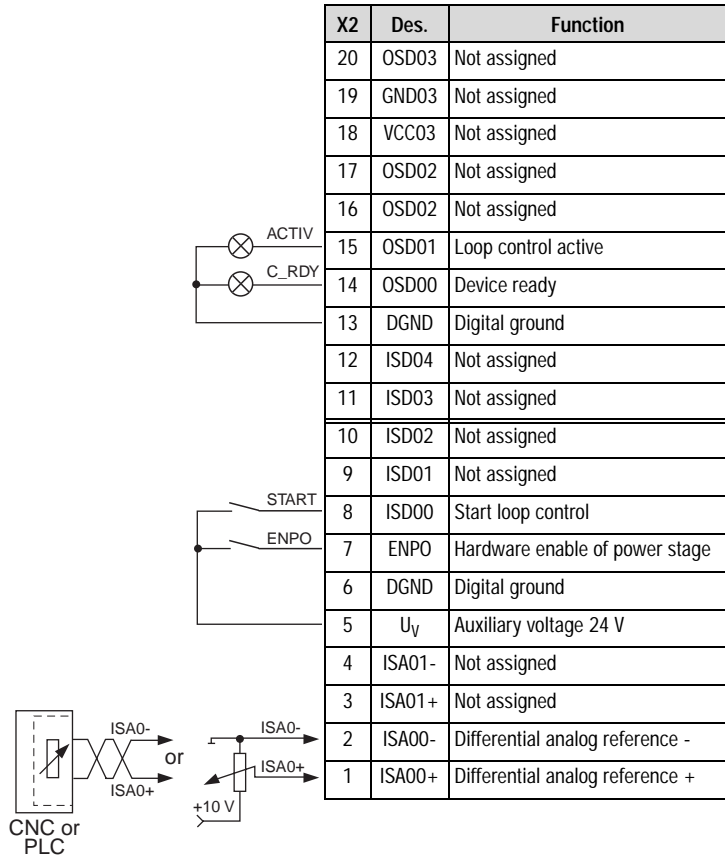 X2 Des. Function
20 OSD03 Not assigned
19 GND03 Not assigned
18 VCC03 Not assigned
17 OSD02 Not assigned
16 OSD02 Not assigned
ACTIV
15 OSD01 Loop control active
C_RDY
14 OSD00 Device ready
13 DGND Digital ground
12 ISD04 Not assigned
11 ISD03 Not assigned
10 ISD02 Not assigned
9 ISD01 Not assigned
START
8 ISD00 Start loop control
ENPO
7 ENPO Hardware enable of power stage
6 DGND Digital ground
5 UV Auxiliary voltage 24 V
4 ISA01- Not assigned
3 ISA01+ Not assigned
ISA0- or ISA0-
2 ISA00- Differential analog reference -
ISA0+ ISA0+
1 ISA00+ Differential analog reference +
+10 V
CNC or
PLC